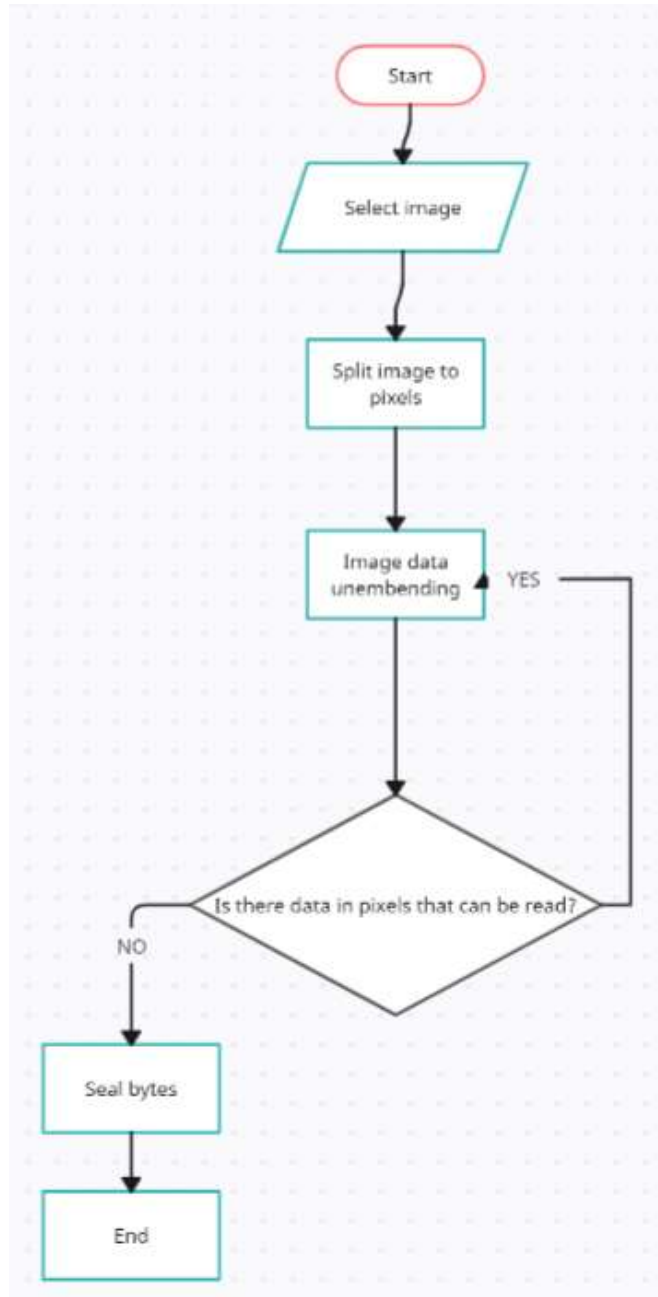 Start
Select image
Split image to
pixels
Image data
unembending
YES
Is there data in pixels that can be read?
NO
Seal bytes
End